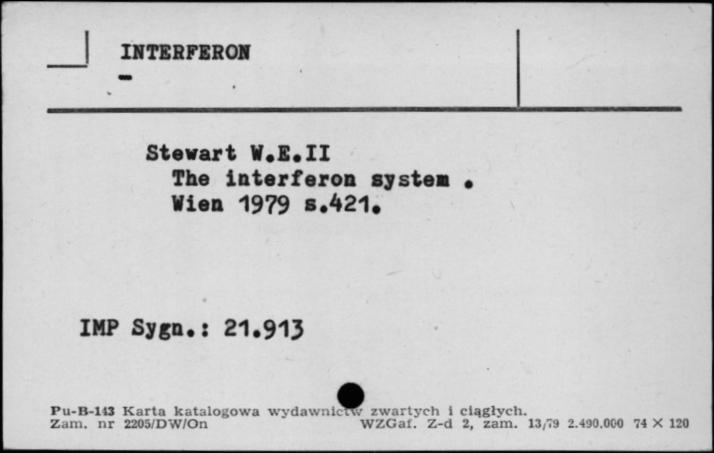 INTERFERON
Stewart W.E.II
The interferon system .
Wien 1979 s.421.
IMP Sygn.: 21.913
Pu-B-143 Karta katalogowa wydawnictw zwartych i ciągłych.
Zam. nr 2205/DW/On WZGaf. Z-d 2, zam. 13/79 2.490.000 74 X 120